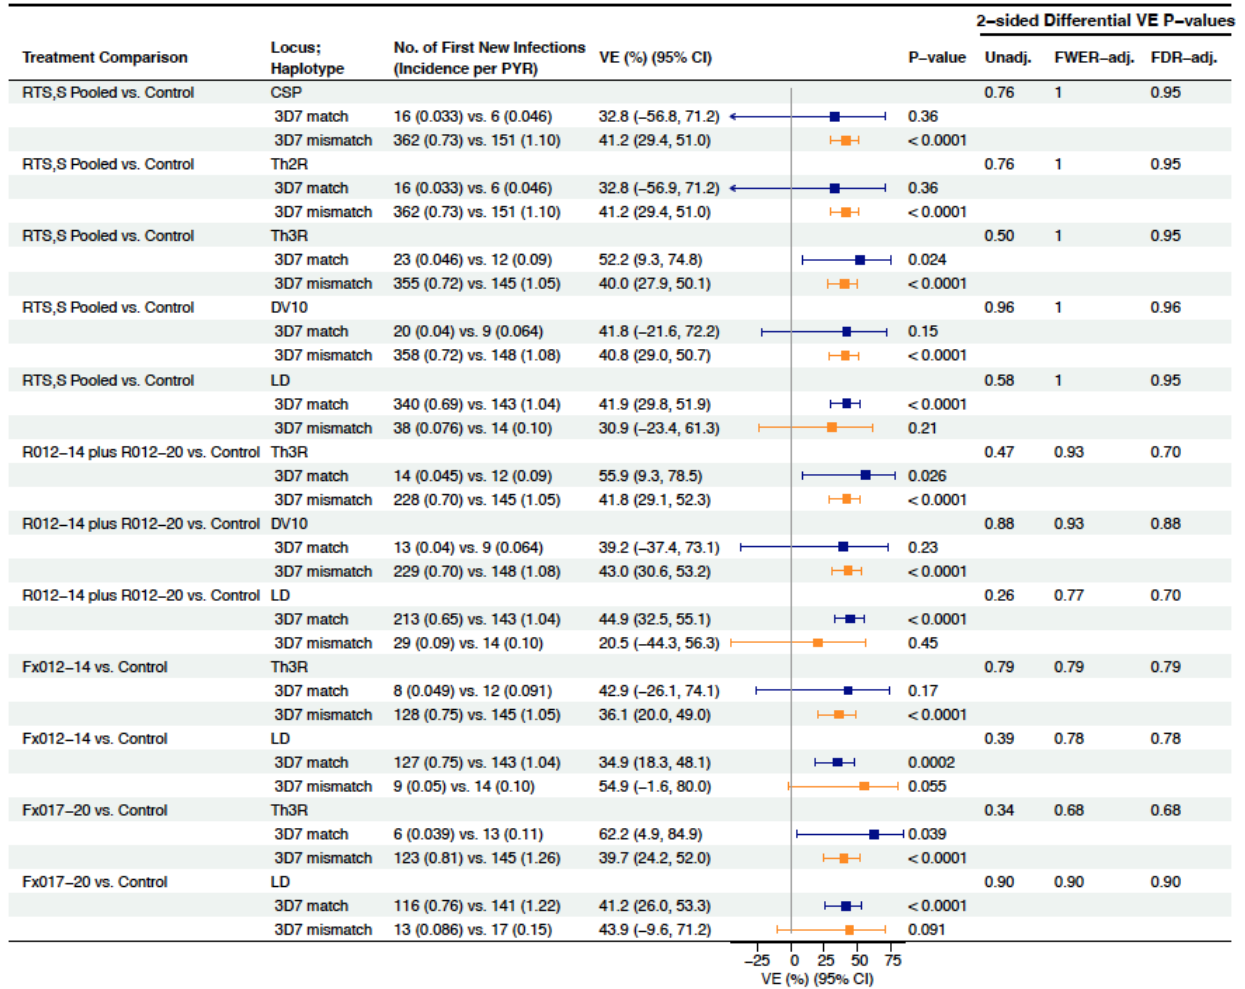 2–sided Differential VE P–values
Treatment Comparison Locus; Haplotype No. of First New Infections (Incidence per PYR) VE (%) (95% CI) P–value Unadj. FWER–adj. FDR–adj.
RTS,S Pooled vs. Control CSP 0.76 1 0.95
3D7 match 16 (0.033) vs. 6 (0.046) 32.8 (−56.8, 71.2) 0.36
3D7 mismatch 362 (0.73) vs. 151 (1.10) 41.2 (29.4, 51.0) < 0.0001
RTS,S Pooled vs. Control Th2R 0.76 1 0.95
3D7 match 16 (0.033) vs. 6 (0.046) 32.8 (−56.9, 71.2) 0.36
3D7 mismatch 362 (0.73) vs. 151 (1.10) 41.2 (29.4, 51.0) < 0.0001
RTS,S Pooled vs. Control Th3R 0.50 1 0.95
3D7 match 23 (0.046) vs. 12 (0.09) 52.2 (9.3, 74.8) 0.024
3D7 mismatch 355 (0.72) vs. 145 (1.05) 40.0 (27.9, 50.1) < 0.0001
RTS,S Pooled vs. Control DV10 0.96 1 0.96
3D7 match 20 (0.04) vs. 9 (0.064) 41.8 (−21.6, 72.2) 0.15
3D7 mismatch 358 (0.72) vs. 148 (1.08) 40.8 (29.0, 50.7) < 0.0001
RTS,S Pooled vs. Control LD 0.58 1 0.95
3D7 match 340 (0.69) vs. 143 (1.04) 41.9 (29.8, 51.9) < 0.0001
3D7 mismatch 38 (0.076) vs. 14 (0.10) 30.9 (−23.4, 61.3) 0.21
R012–14 plus R012–20 vs. Control Th3R 0.47 0.93 0.70
3D7 match 14 (0.045) vs. 12 (0.09) 55.9 (9.3, 78.5) 0.026
3D7 mismatch 228 (0.70) vs. 145 (1.05) 41.8 (29.1, 52.3) < 0.0001
R012–14 plus R012–20 vs. Control DV10 0.88 0.93 0.88
3D7 match 13 (0.04) vs. 9 (0.064) 39.2 (−37.4, 73.1) 0.23
3D7 mismatch 229 (0.70) vs. 148 (1.08) 43.0 (30.6, 53.2) < 0.0001
R012–14 plus R012–20 vs. Control LD 0.26 0.77 0.70
3D7 match 213 (0.65) vs. 143 (1.04) 44.9 (32.5, 55.1) < 0.0001
3D7 mismatch 29 (0.09) vs. 14 (0.10) 20.5 (−44.3, 56.3) 0.45
Fx012–14 vs. Control Th3R 0.79 0.79 0.79
3D7 match 8 (0.049) vs. 12 (0.091) 42.9 (−26.1, 74.1) 0.17
3D7 mismatch 128 (0.75) vs. 145 (1.05) 36.1 (20.0, 49.0) < 0.0001
Fx012–14 vs. Control LD 0.39 0.78 0.78
3D7 match 127 (0.75) vs. 143 (1.04) 34.9 (18.3, 48.1) 0.0002
3D7 mismatch 9 (0.05) vs. 14 (0.10) 54.9 (−1.6, 80.0) 0.055
Fx017–20 vs. Control Th3R 0.34 0.68 0.68
3D7 match 6 (0.039) vs. 13 (0.11) 62.2 (4.9, 84.9) 0.039
3D7 mismatch 123 (0.81) vs. 145 (1.26) 39.7 (24.2, 52.0) < 0.0001
Fx017–20 vs. Control LD 0.90 0.90 0.90
3D7 match 116 (0.76) vs. 141 (1.22) 41.2 (26.0, 53.3) < 0.0001
3D7 mismatch 13 (0.086) vs. 17 (0.15) 43.9 (−9.6, 71.2) 0.091
−25 0 25 50 75
VE (%) (95% CI)